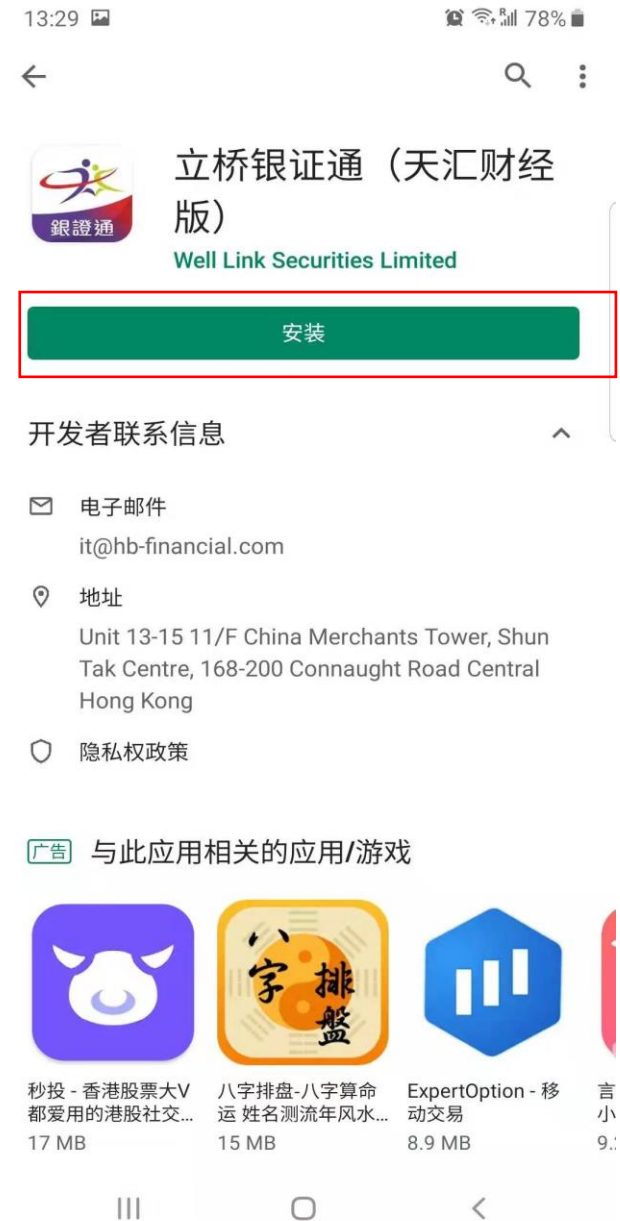 13:29
78%
立桥银证通（天汇财经
版）
銀證通
Well Link Securities Limited
安装
开发者联系信息
电子邮件
it@hb-financial.com
地址
Unit 13-15 11/F China Merchants Tower, Shun
Tak Centre, 168-200 Connaught Road Central
Hong Kong
隐私权政策
广告 与此应用相关的应用/游戏
八字
排盤
秒投 - 香港股票大V
都爱用的港股社交...
17 MB
八字排盘-八字算命
运 姓名测流年风水...
15 MB
ExpertOption - 移
动交易
8.9 MB
言
小
9.